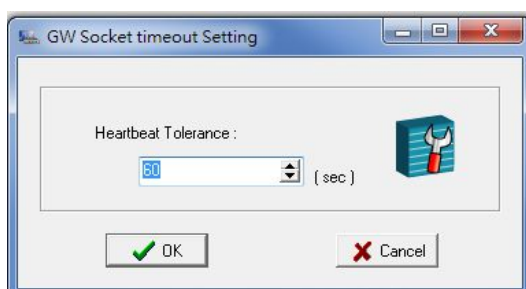 GW Socket timeout Setting
Heartbeat Tolerance :
60
( sec )
OK
Cancel